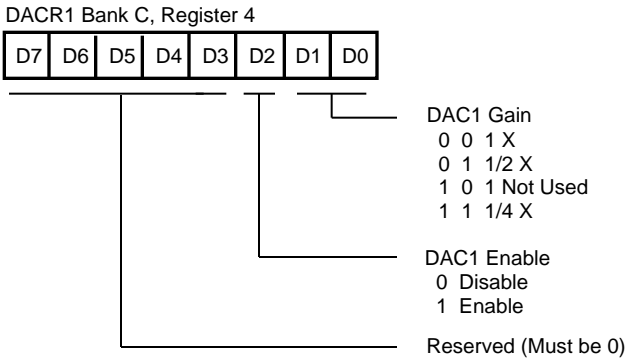 DACR1 Bank C, Register 4
D7 D6 D5 D4 D3 D2 D1 D0
DAC1 Gain
0 0 1 X
0 1 1/2 X
1 0 1 Not Used
1 1 1/4 X
DAC1 Enable
0 Disable
1 Enable
Reserved (Must be 0)